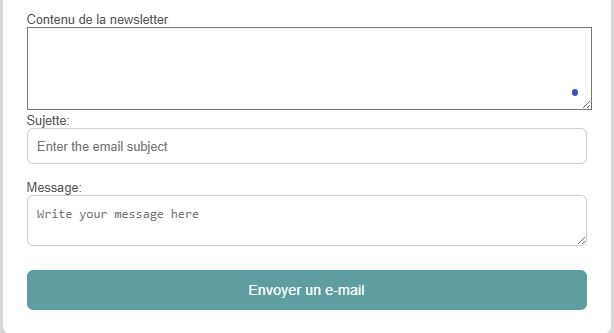 Contenu de la newsletter
Sujette:
Enter the email subject
Message:
Write your message here
Envoyer un e-mail